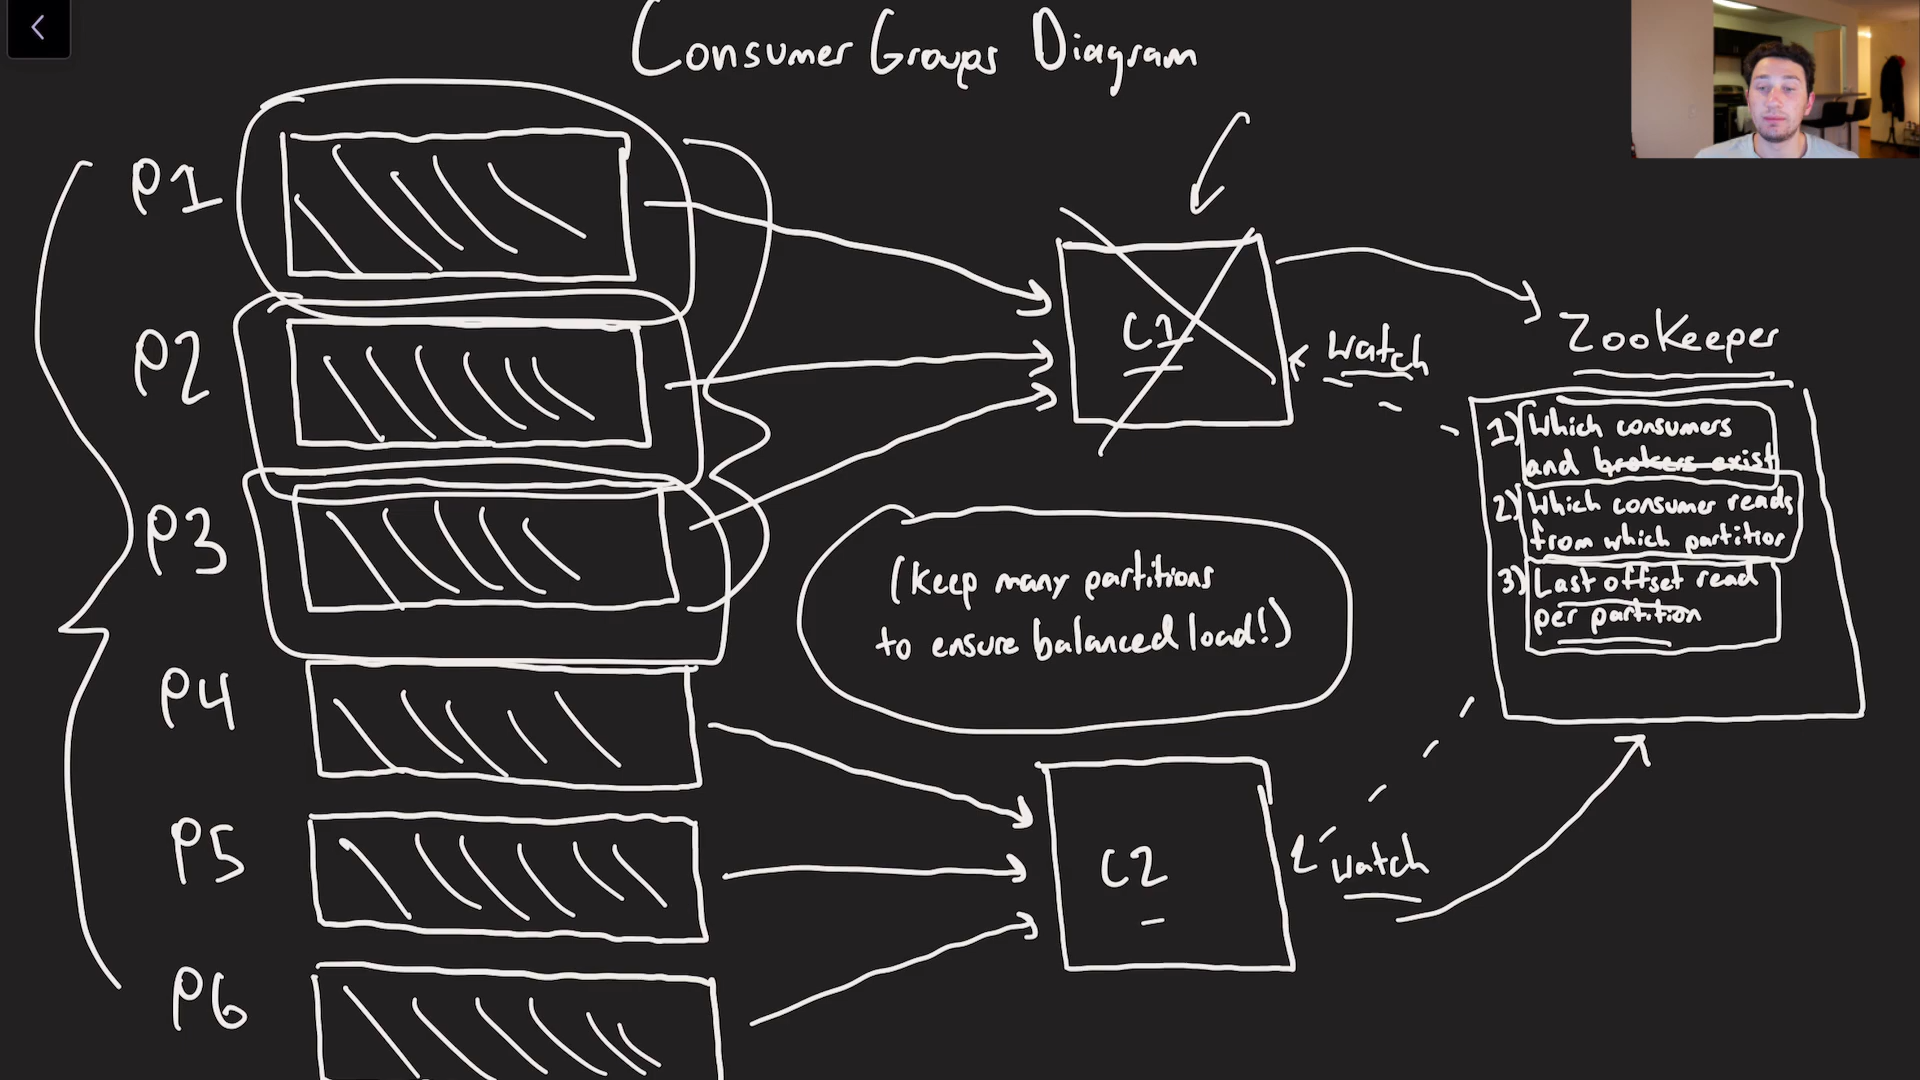 Consumer Groups Diagram
P1
P2
P3
P4
P5
P6
C1
watch
(keep many partitions
to ensure balanced load!)
C2
watch
Zookeeper
1) Which consumers
and brokers exist
2) Which consumer reads
from which partition
3) Last offset read
per partition